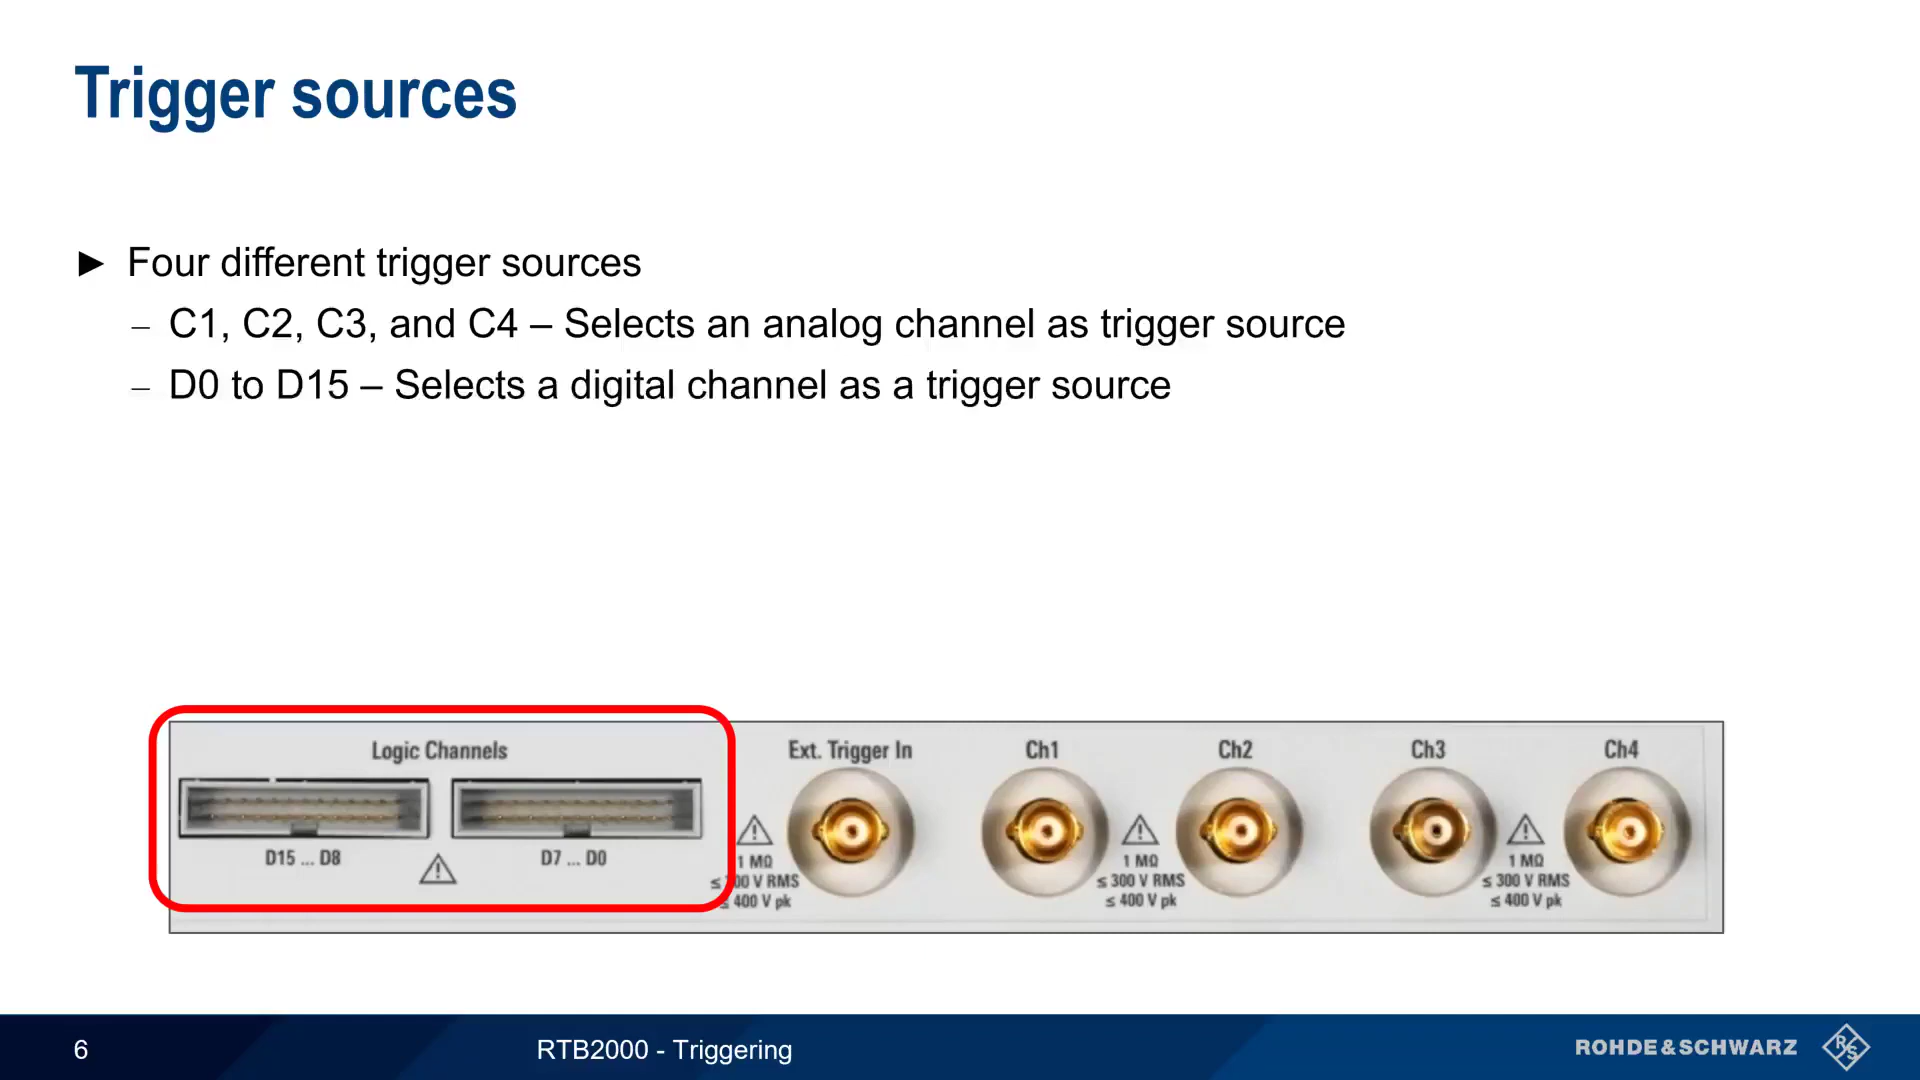 Trigger sources
► Four different trigger sources
– C1, C2, C3, and C4 – Selects an analog channel as trigger source
– D0 to D15 – Selects a digital channel as a trigger source
Logic Channels
D15 ... D8
D7 ... D0
Ext. Trigger In
1 MΩ
V RMS
400 V pk
Ch1
1 MΩ
≤ 300 V RMS
≤ 400 V pk
Ch2
Ch3
1 MΩ
≤ 300 V RMS
≤ 400 V pk
Ch4
6
RTB2000 - Triggering
ROHDE&SCHWARZ
R S